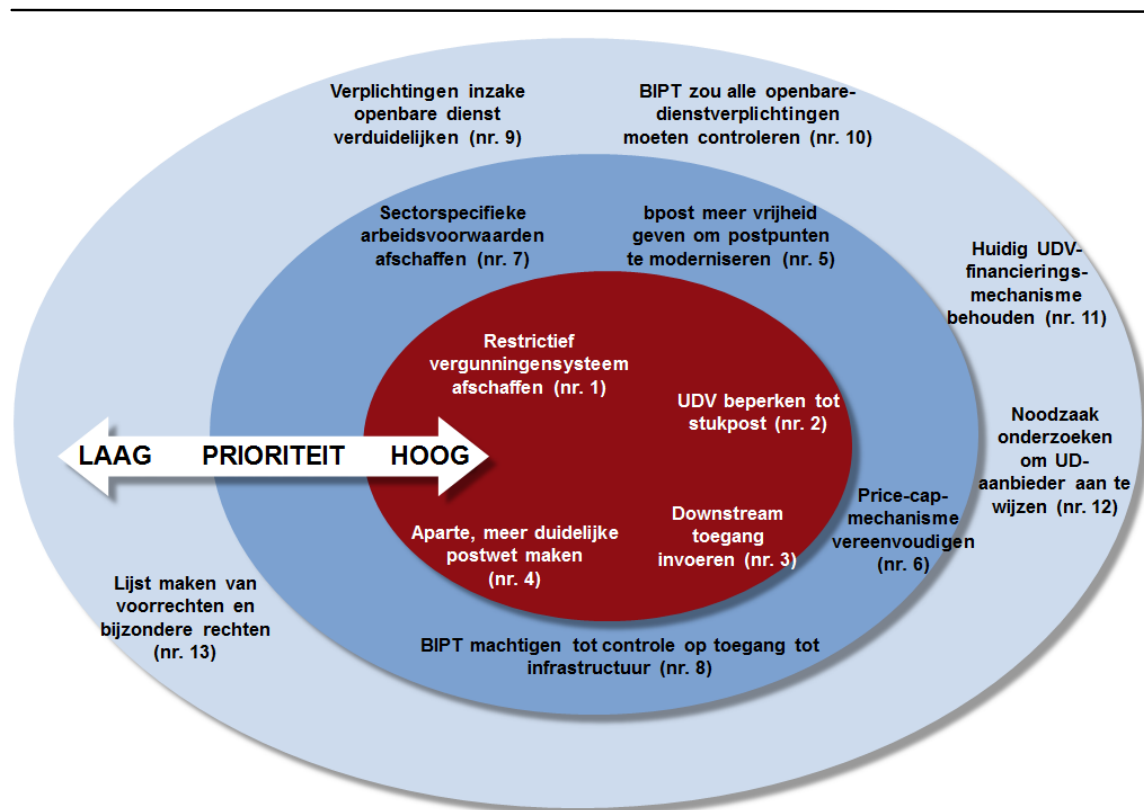 Verplichtingen inzake
openbare dienst
verduidelijken (nr. 9)
BIPT zou alle openbare-
dienstverplichtingen
moeten controleren (nr. 10)
Sectorspecifieke
arbeidsvoorwaarden
afschaffen (nr. 7)
bpost meer vrijheid
geven om postpunten
te moderniseren (nr. 5)
Huidig UDV-
financierings-
mechanisme
behouden (nr. 11)
Restrictief
vergunningensysteem
afschaffen (nr. 1)
UDV beperken tot
stukpost (nr. 2)
Noodzaak
onderzoeken
om UD-
aanbieder aan te
wijzen (nr. 12)
LAAG PRIORITEIT HOOG
Aparte, meer duidelijke
postwet maken
(nr. 4)
Downstream
toegang
invoeren (nr. 3)
Price-cap-
mechanisme
vereenvoudigen
(nr. 6)
Lijst maken van
voorrechten en
bijzondere rechten
(nr. 13)
BIPT machtigen tot controle op toegang tot
infrastructuur (nr. 8)